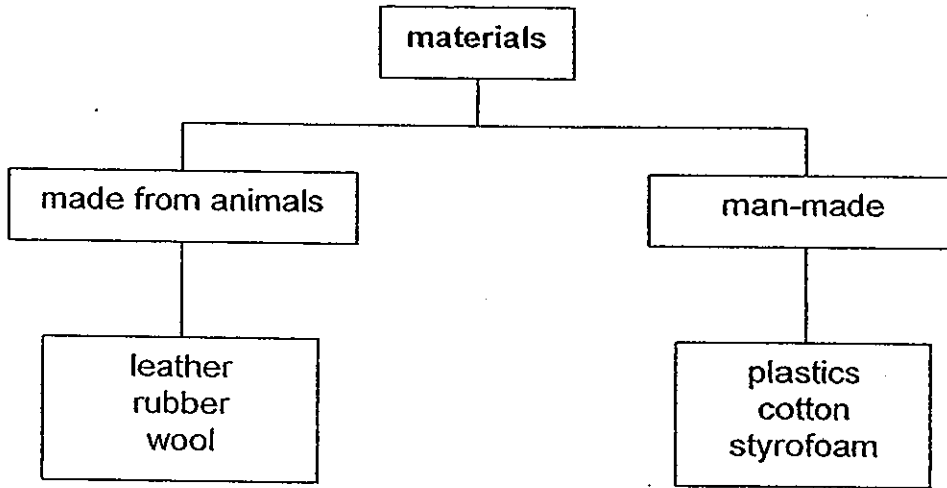 materials
made from animals
man-made
leather
rubber
wool
plastics
cotton
styrofoam